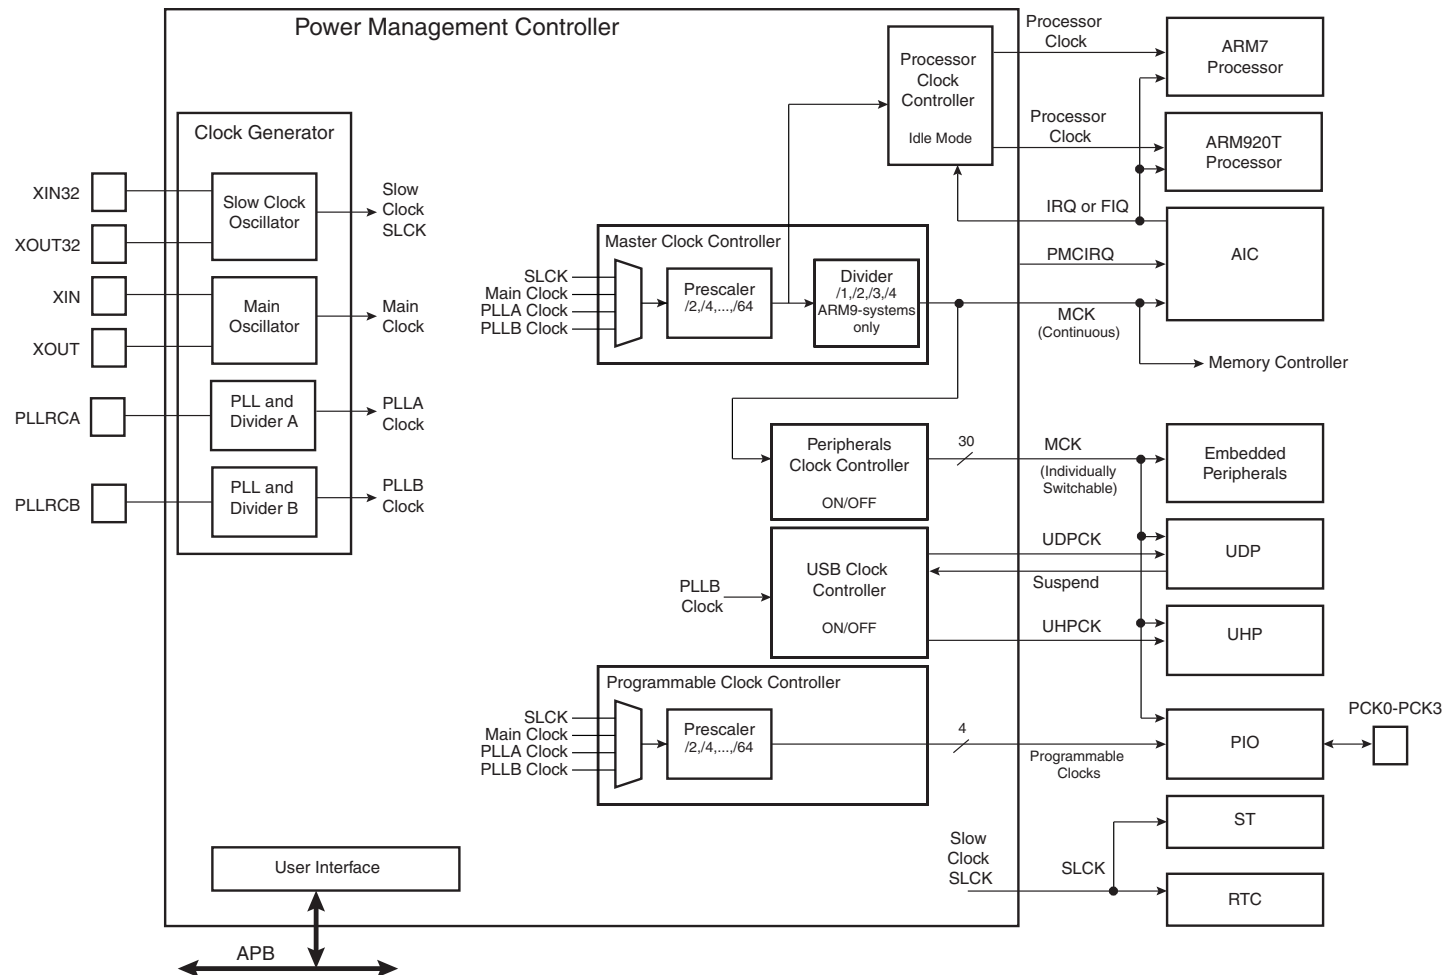 Power Management Controller
Clock Generator
XIN32
XOUT32
XIN
XOUT
PLLRCA
PLLRCB
Slow Clock
Oscillator
Main
Oscillator
PLL and
Divider A
PLL and
Divider B
Slow
Clock
SLCK
Main
Clock
PLLA
Clock
PLLB
Clock
Processor
Clock
Controller
Idle Mode
Processor
Clock
ARM7
Processor
Processor
Clock
ARM920T
Processor
IRQ or FIQ
PMCIRQ
AIC
MCK
(Continuous)
Memory Controller
Master Clock Controller
SLCK
Main Clock
PLLA Clock
PLLB Clock
Prescaler
/2,/4,...,/64
Divider
/1,/2,/3,/4
ARM9-systems
only
Peripherals
Clock Controller
ON/OFF
30
MCK
(Individually
Switchable)
Embedded
Peripherals
USB Clock
Controller
ON/OFF
PLLB
Clock
UDPCK
Suspend
UDP
UHPCK
UHP
Programmable Clock Controller
SLCK
Main Clock
PLLA Clock
PLLB Clock
Prescaler
/2,/4,...,/64
4
Programmable
Clocks
PIO
PCK0-PCK3
Slow
Clock
SLCK
SLCK
ST
RTC
User Interface
APB